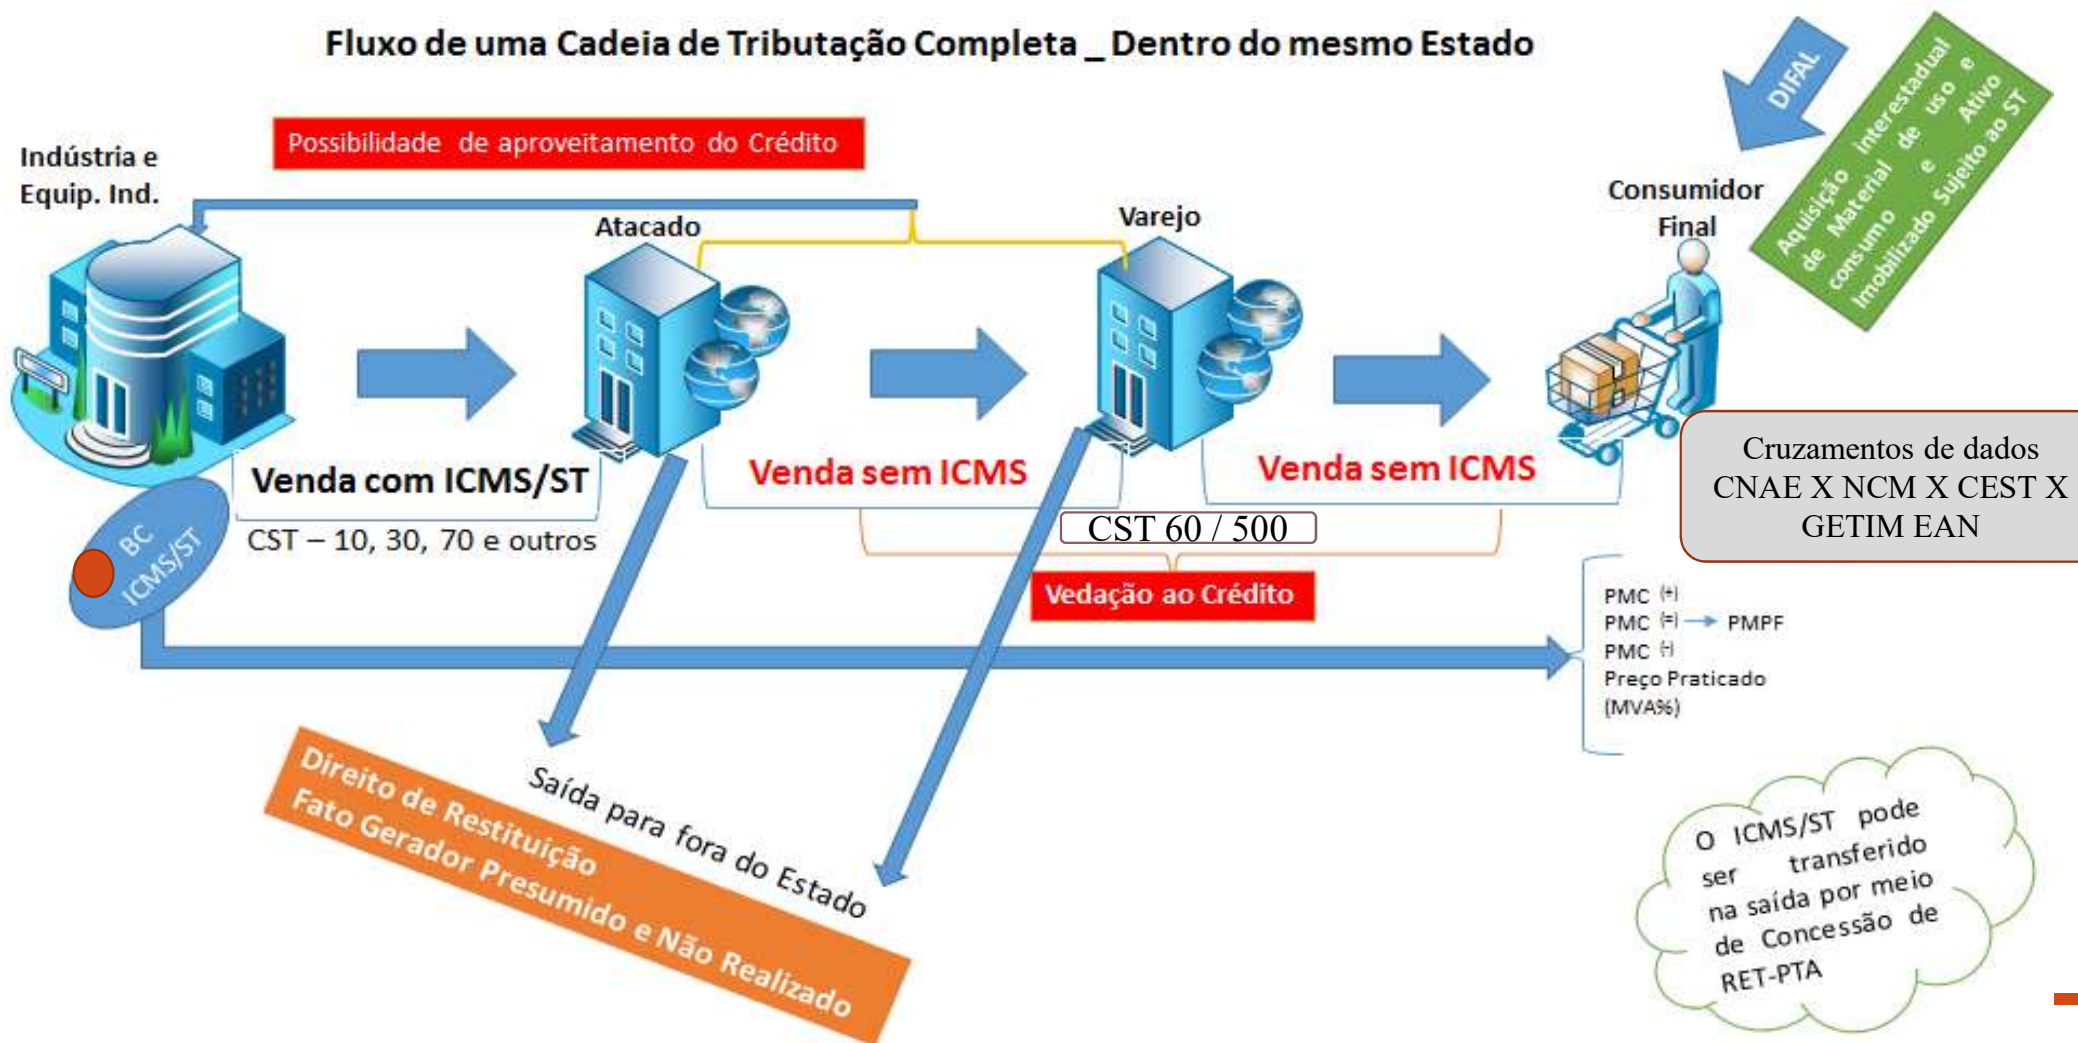 Fluxo de uma Cadeia de Tributação Completa _ Dentro do mesmo Estado
DIFAL
Aquisição interestadual
de Material de uso e
consumo e Ativo
Imobilizado Sujeito ao ST
Possibilidade de aproveitamento do Crédito
Indústria e
Equip. Ind.
Atacado
Varejo
Consumidor
Final
Venda com ICMS/ST
CST – 10, 30, 70 e outros
Venda sem ICMS
Venda sem ICMS
CST 60 / 500
Vedação ao Crédito
Cruzamentos de dados
CNAE X NCM X CEST X
GETIM EAN
BC
ICMS/ST
PMC (+)
PMC (=) PMPF
PMC (-)
Preço Praticado
(MVA%)
Saída para fora do Estado
Direito de Restituição
Fato Gerador Presumido e Não Realizado
O ICMS/ST pode
ser transferido
na saída por meio
de Concessão de
RET-PTA